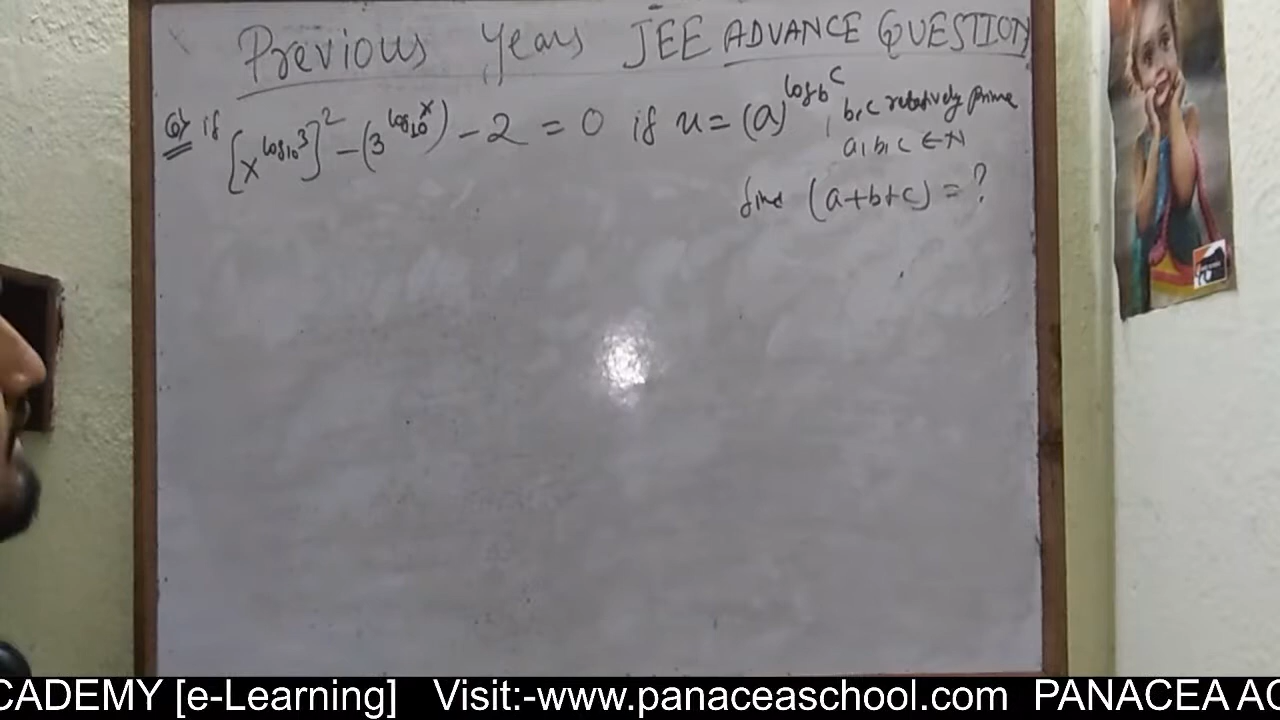 Previous years JEE ADVANCE QUESTION
Q) if [x^{log₁₀3}]² - (3^{log₁₀x}) - 2 = 0 if x = (a)^{log_b c}, b, c relatively prime
a, b, c ∈ N
find (a+b+c) = ?
CADEMY [e-Learning] Visit:-www.panaceaschool.com PANACEA AC